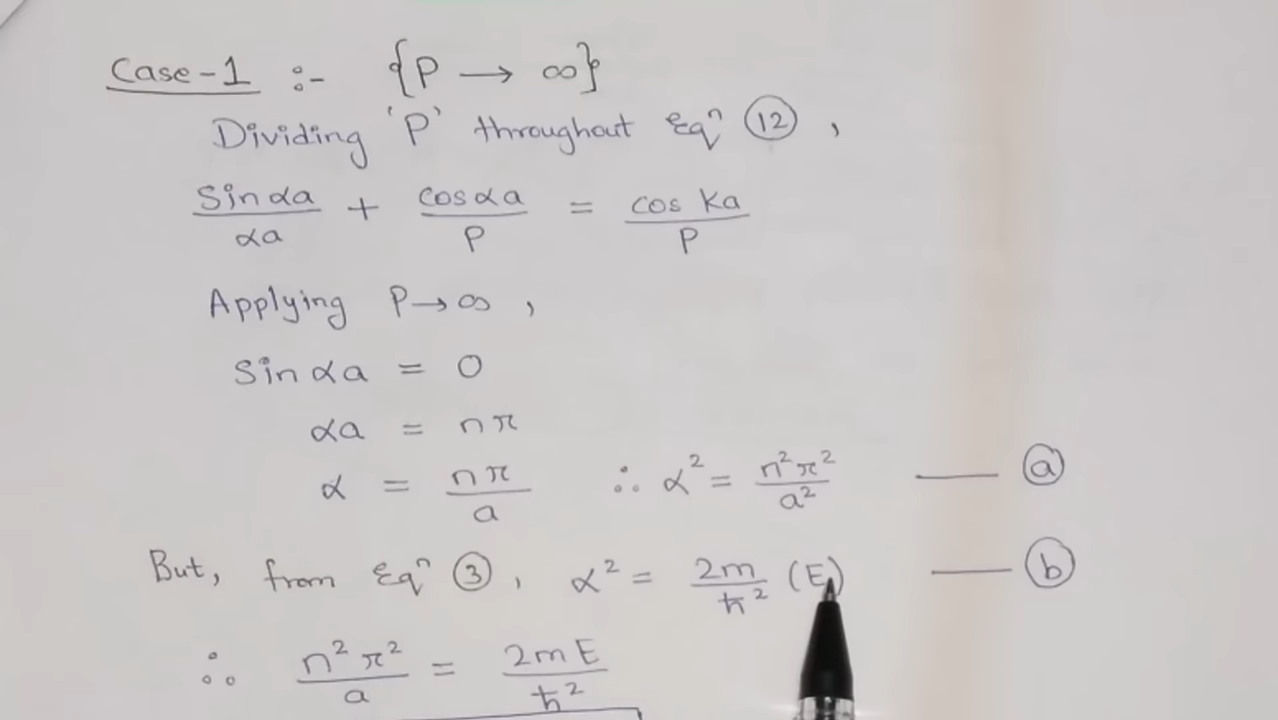 Case-1 :- {P → ∞}
Dividing 'P' throughout Eqⁿ (12) ,
Sin αa / αa + cos αa / P = cos Ka / P
Applying P→∞ ,
Sin αa = 0
αa = nπ
α = nπ / a ∴ α² = n²π² / a² — (a)
But, from Eqⁿ (3) , α² = 2m / ħ² (E) — (b)
∴ n²π² / a = 2mE / ħ²